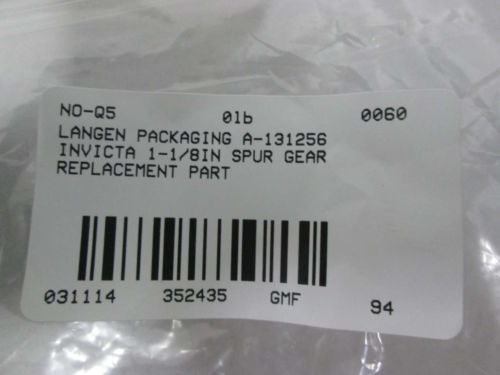 NO-Q5 01b 0060
LANGEN PACKAGING A-131256
INVICTA 1-1/8IN SPUR GEAR
REPLACEMENT PART
031114 352435 GMF 94